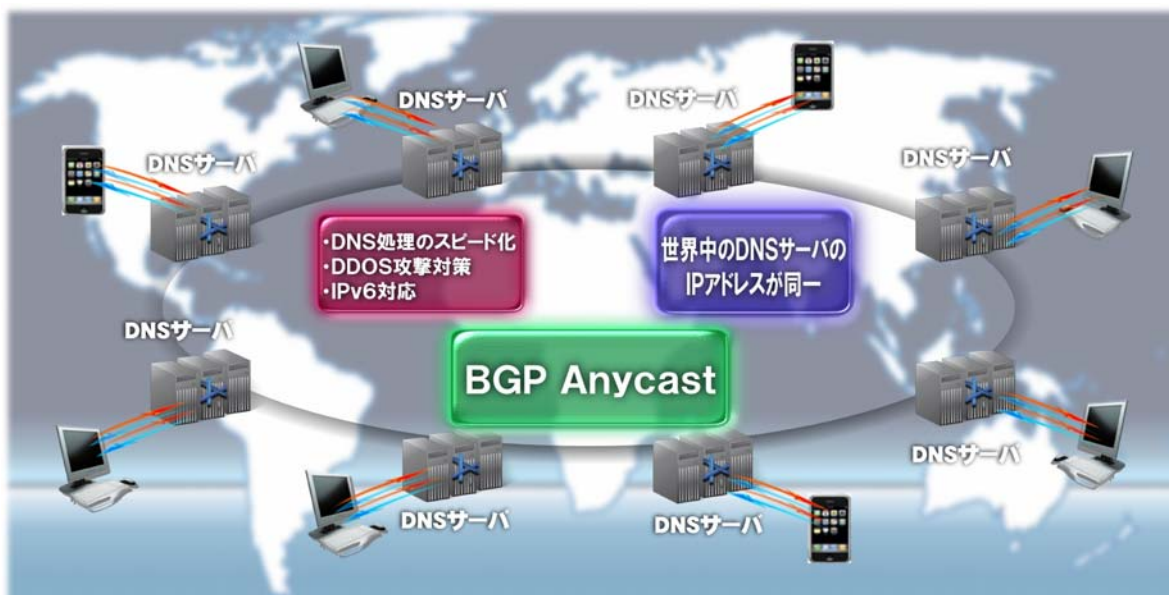 DNSサーバ
DNSサーバ
DNSサーバ
DNSサーバ
・DNS処理のスピード化
・DDOS攻撃対策
・IPv6対応
世界中のDNSサーバの
IPアドレスが同一
DNSサーバ
BGP Anycast
DNSサーバ
DNSサーバ
DNSサーバ